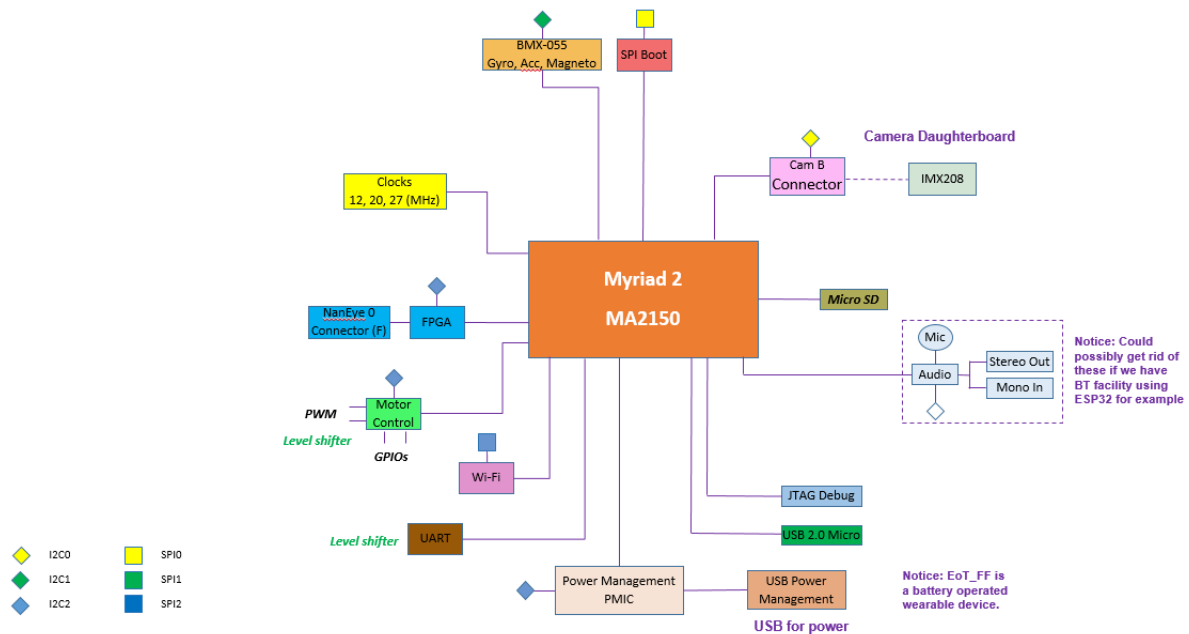 BMX-055
Gyro, Acc, Magneto
SPI Boot
Camera Daughterboard
Cam B
Connector
IMX208
Clocks
12, 20, 27 (MHz)
Myriad 2
MA2150
Micro SD
NanEye 0
Connector (F)
FPGA
Mic
Audio
Stereo Out
Mono In
Notice: Could
possibly get rid of
these if we have
BT facility using
ESP32 for example
PWM
Motor
Control
Level shifter
GPIOs
Wi-Fi
JTAG Debug
Level shifter
UART
USB 2.0 Micro
I2C0
SPI0
I2C1
SPI1
I2C2
SPI2
Power Management
PMIC
USB Power
Management
USB for power
Notice: EoT_FF is
a battery operated
wearable device.